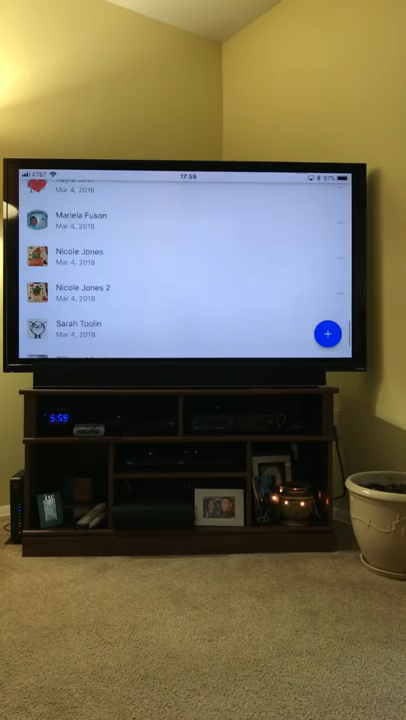 AT&T
17:59
87%
Mar 4, 2018
Mariela Fuson
Mar 4, 2018
Nicole Jones
Mar 4, 2018
Nicole Jones 2
Mar 4, 2018
Sarah Toolin
Mar 4, 2018
+
5:59